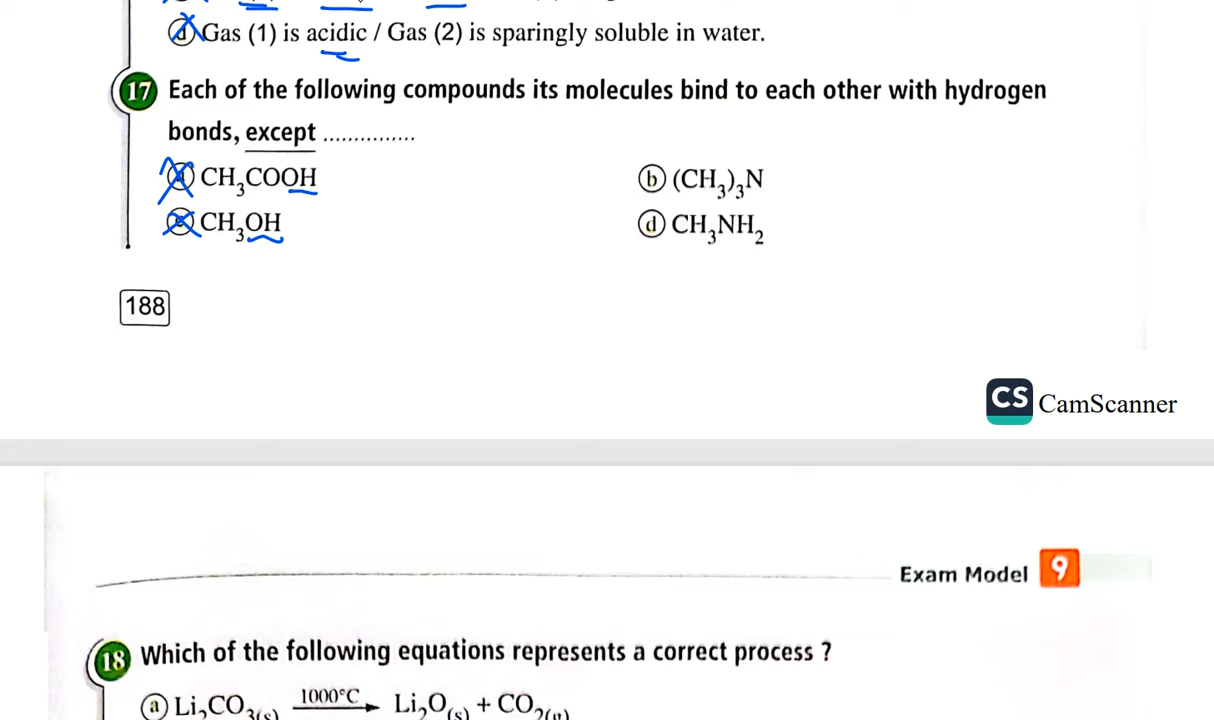 ⓓ Gas (1) is acidic / Gas (2) is sparingly soluble in water.
17 Each of the following compounds its molecules bind to each other with hydrogen
bonds, except ...............
ⓐ CH₃COOH
ⓑ (CH₃)₃N
ⓒ CH₃OH
ⓓ CH₃NH₂
188
CS CamScanner
Exam Model 9
18 Which of the following equations represents a correct process ?
ⓐ Li₂CO₃(s) 1000°C → Li₂O(s) + CO₂(g)